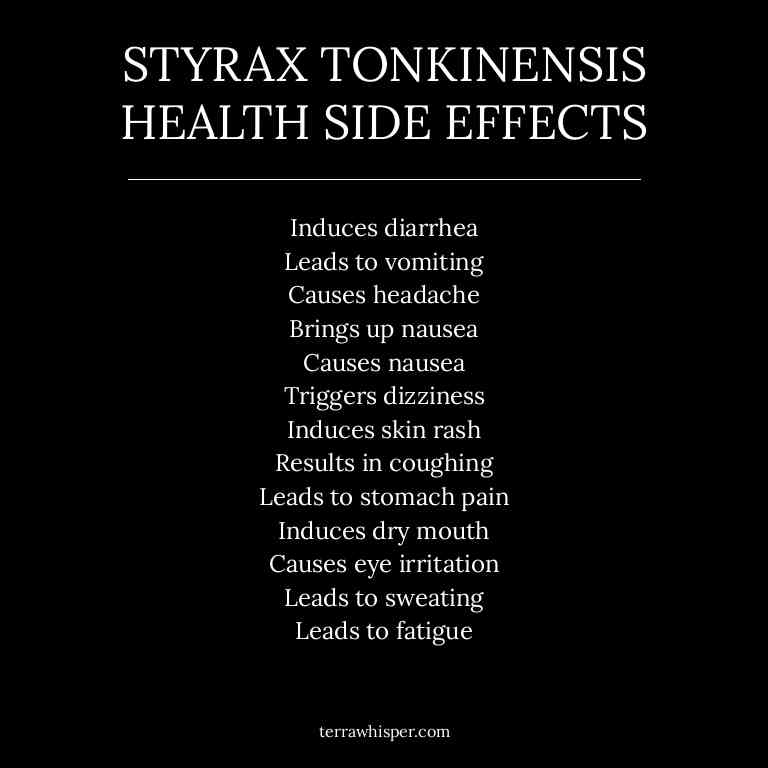 STYRAX TONKINENSIS
HEALTH SIDE EFFECTS
Induces diarrhea
Leads to vomiting
Causes headache
Brings up nausea
Causes nausea
Triggers dizziness
Induces skin rash
Results in coughing
Leads to stomach pain
Induces dry mouth
Causes eye irritation
Leads to sweating
Leads to fatigue
terrawhisper.com